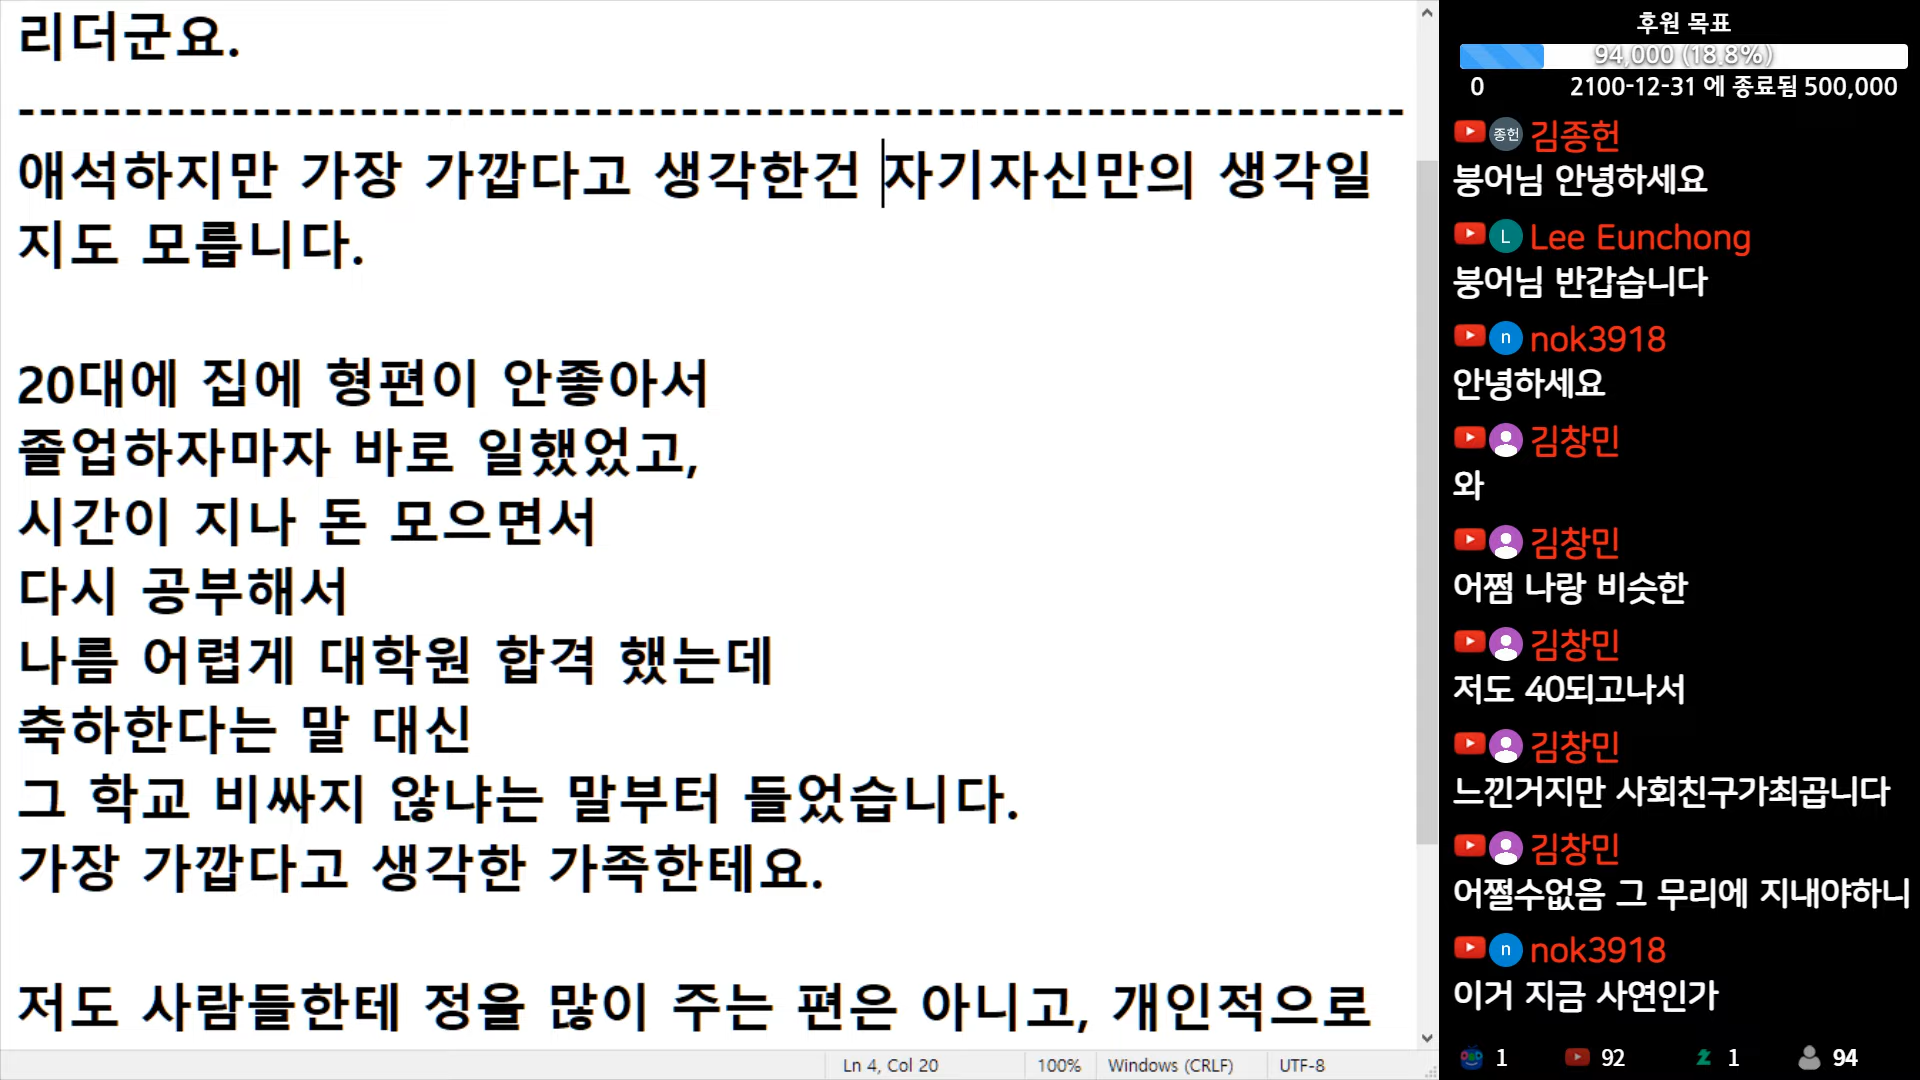 리더군요.
--------------------------------------------------------------
애석하지만 가장 가깝다고 생각한건 자기자신만의 생각일
지도 모릅니다.
20대에 집에 형편이 안좋아서
졸업하자마자 바로 일했었고,
시간이 지나 돈 모으면서
다시 공부해서
나름 어렵게 대학원 합격 했는데
축하한다는 말 대신
그 학교 비싸지 않냐는 말부터 들었습니다.
가장 가깝다고 생각한 가족한테요.
저도 사람들한테 정을 많이 주는 편은 아니고, 개인적으로
Ln 4, Col 20 100% Windows (CRLF) UTF-8
후원 목표
94,000 (18.8%)
0 2100-12-31 에 종료됨 500,000
종헌 김종헌
붕어님 안녕하세요
L Lee Eunchong
붕어님 반갑습니다
n nok3918
안녕하세요
김창민
와
김창민
어쩜 나랑 비슷한
김창민
저도 40되고나서
김창민
느낀거지만 사회친구가최곱니다
김창민
어쩔수없음 그 무리에 지내야하니
n nok3918
이거 지금 사연인가
1 92 1 94